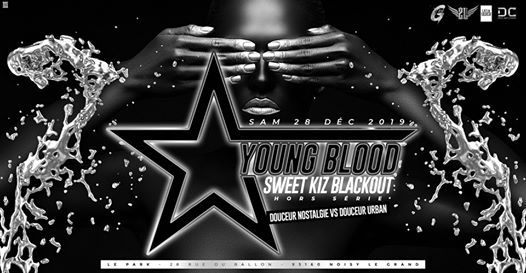 SAM 28 DÉC 2019
YOUNG BLOOD
SWEET KIZ BLACKOUT
HORS SÉRIE
DOUCEUR NOSTALGIE VS DOUCEUR URBAN
LE PARK - 28 RUE DU BALLON - 93160 NOISY LE GRAND
G
DC